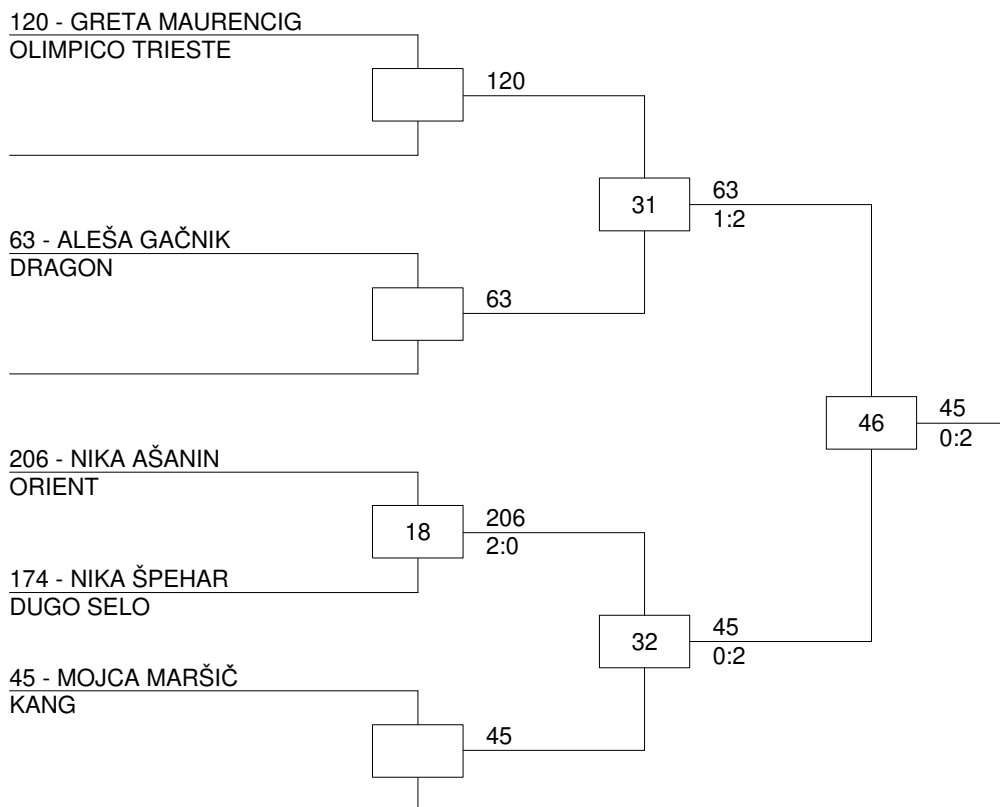 120 - GRETA MAURENCIG
OLIMPICO TRIESTE
120
31
63
1:2
63 - ALEŠA GAČNIK
DRAGON
63
46
45
0:2
206 - NIKA AŠANIN
ORIENT
18
206
2:0
174 - NIKA ŠPEHAR
DUGO SELO
32
45
0:2
45 - MOJCA MARŠIČ
KANG
45